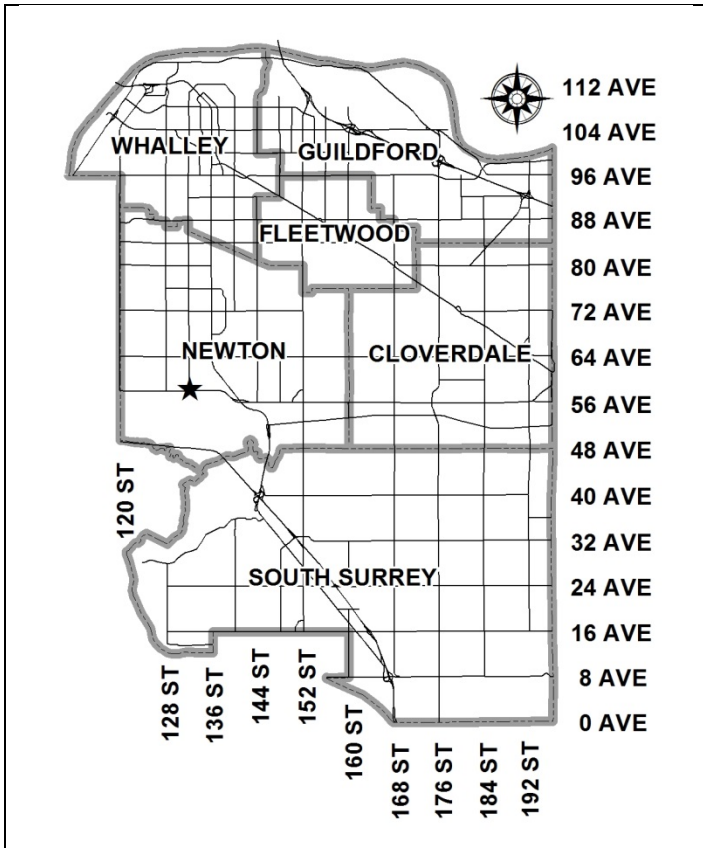 112 AVE
104 AVE
WHALLEY
GUILDFORD
96 AVE
88 AVE
FLEETWOOD
80 AVE
72 AVE
NEWTON
CLOVERDALE
64 AVE
56 AVE
48 AVE
120 ST
40 AVE
32 AVE
SOUTH SURREY
24 AVE
16 AVE
128 ST
136 ST
144 ST
152 ST
160 ST
8 AVE
0 AVE
168 ST
176 ST
184 ST
192 ST